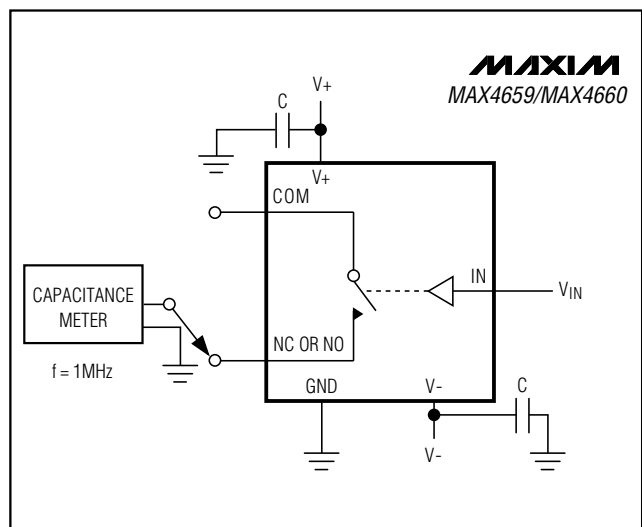 MAXIM
MAX4659/MAX4660
V+
C
V+
COM
IN
VIN
CAPACITANCE
METER
NC OR NO
f = 1MHz
GND
V-
C
V-